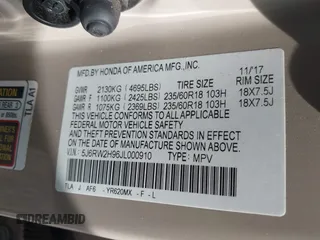 MFD.BY HONDA OF AMERICA MFG.,INC. 11/17
GVWR 2130KG (4695LBS) TIRE SIZE RIM SIZE
GAWR F 1100KG (2425LBS) 235/60R18 103H 18X7.5J
GAWR R 1075KG (2369LBS) 235/60R18 103H 18X7.5J
THIS VEHICLE CONFORMS TO ALL APPLICABLE
FEDERAL MOTOR VEHICLE SAFETY AND THEFT
PREVENTION STANDARDS IN EFFECT ON THE DATE
OF MANUFACTURE SHOWN ABOVE.
V.I.N.: 5J6RW2H96JL000910 TYPE: MPV
TLA J AF6 - YR620MX -F -L
TLA A1
DREAMBID